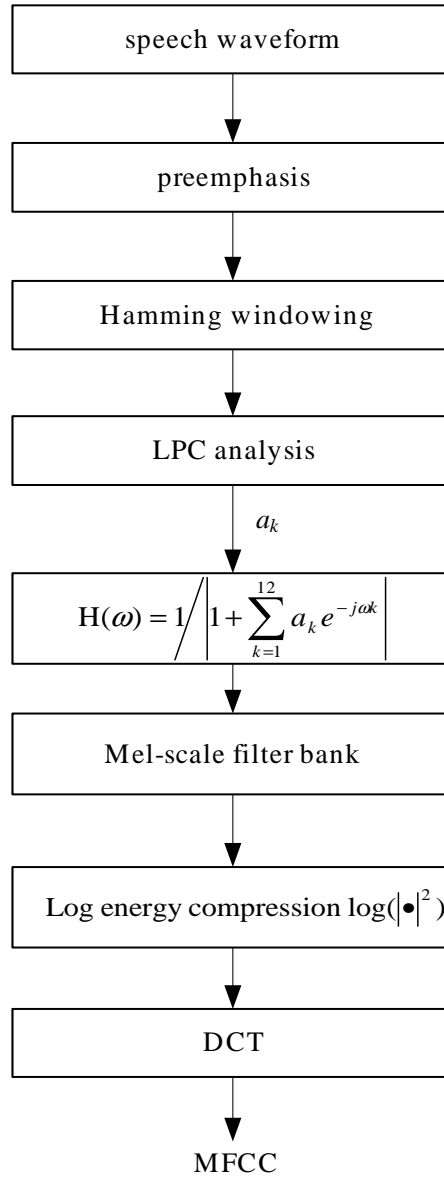 speech waveform
preemphasis
Hamming windowing
LPC analysis
a_k
H(ω) = 1/|1 + ∑_{k=1}^{12} a_k e^{-jωk}|
Mel-scale filter bank
Log energy compression log(|•|^2)
DCT
MFCC